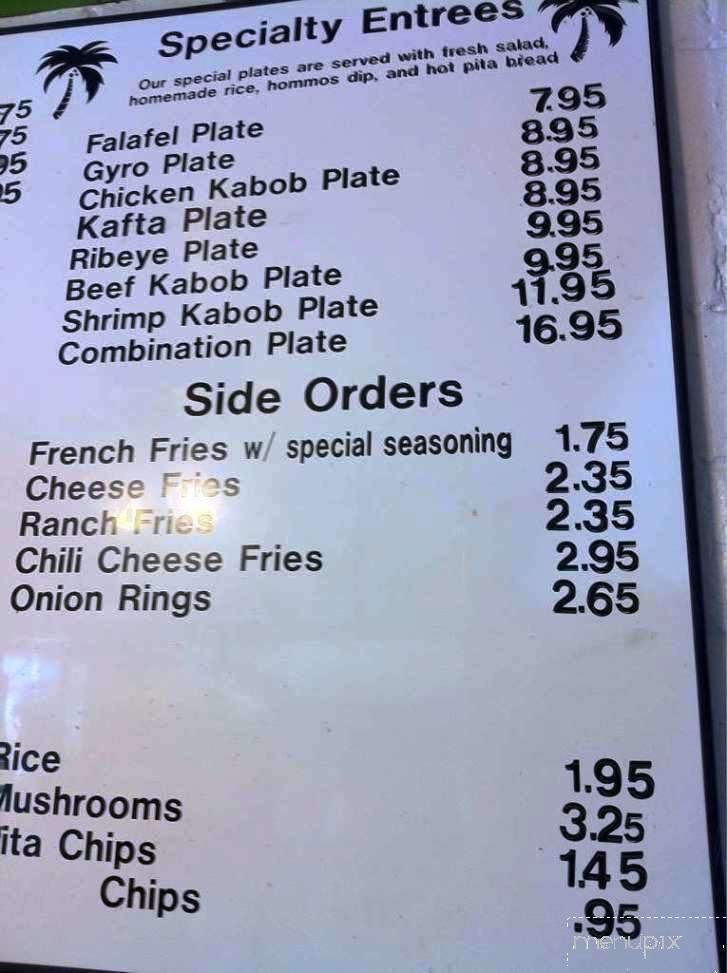 Specialty Entrees
Our special plates are served with fresh salad,
homemade rice, hommos dip, and hot pita bread
75
75
95
5
Falafel Plate 7.95
Gyro Plate 8.95
Chicken Kabob Plate 8.95
Kafta Plate 8.95
Ribeye Plate 9.95
Beef Kabob Plate 9.95
Shrimp Kabob Plate 11.95
Combination Plate 16.95
Side Orders
French Fries w/ special seasoning 1.75
Cheese Fries 2.35
Ranch Fries 2.35
Chili Cheese Fries 2.95
Onion Rings 2.65
Rice 1.95
Mushrooms 3.25
ita Chips 1.45
Chips .95
menupix